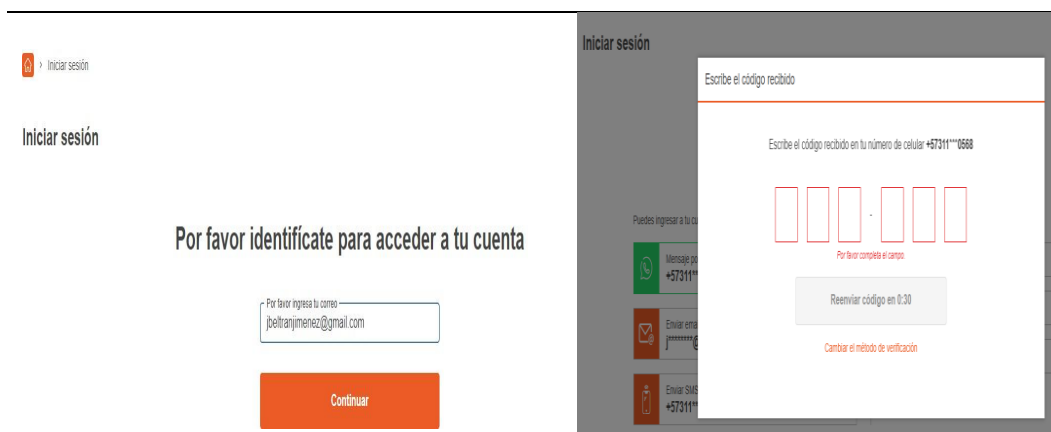 › Iniciar sesión
Iniciar sesión
Por favor identifícate para acceder a tu cuenta
Por favor ingresa tu correo
jbeltranjimenez@gmail.com
Continuar
Iniciar sesión
Escribe el código recibido
Escribe el código recibido en tu número de celular +57311***0568
-
Por favor completa el campo.
Reenviar código en 0:30
Cambiar el método de verificación
Puedes ingresar a tu cu
Mensaje po
+57311**
Enviar ema
j********@
Enviar SMS
+57311**